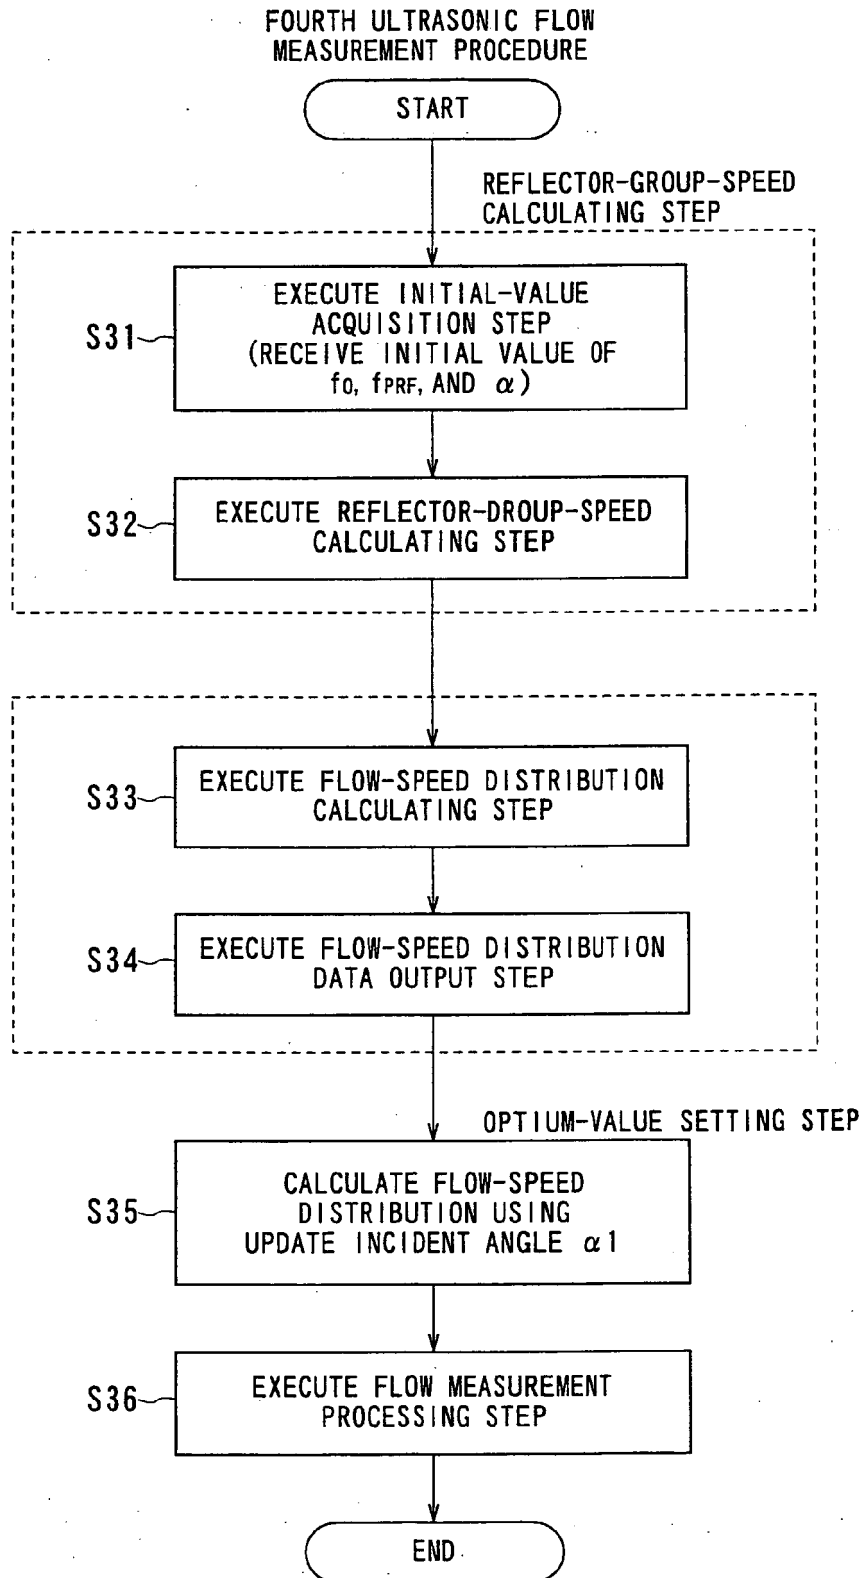 FOURTH ULTRASONIC FLOW
MEASUREMENT PROCEDURE
START
REFLECTOR-GROUP-SPEED
CALCULATING STEP
S31
EXECUTE INITIAL-VALUE
ACQUISITION STEP
(RECEIVE INITIAL VALUE OF
f0, fPRF, AND α)
S32
EXECUTE REFLECTOR-DROUP-SPEED
CALCULATING STEP
S33
EXECUTE FLOW-SPEED DISTRIBUTION
CALCULATING STEP
S34
EXECUTE FLOW-SPEED DISTRIBUTION
DATA OUTPUT STEP
OPTIUM-VALUE SETTING STEP
S35
CALCULATE FLOW-SPEED
DISTRIBUTION USING
UPDATE INCIDENT ANGLE α1
S36
EXECUTE FLOW MEASUREMENT
PROCESSING STEP
END